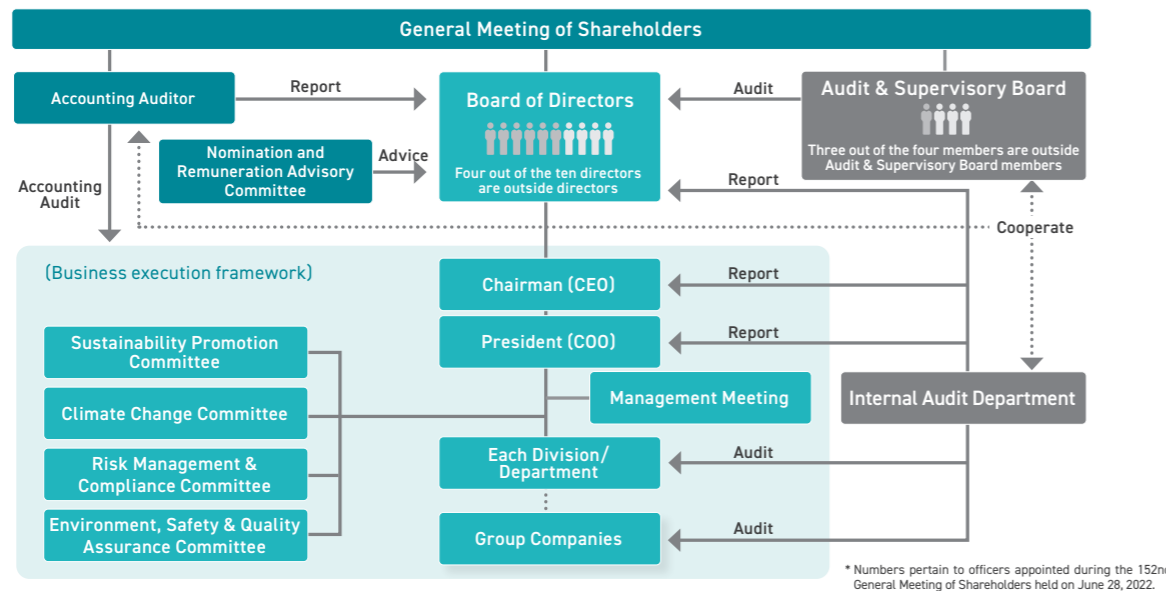 General Meeting of Shareholders
Accounting Auditor
Report
Board of Directors
Four out of the ten directors
are outside directors
Audit
Audit & Supervisory Board
Three out of the four members are outside
Audit & Supervisory Board members
Nomination and
Remuneration Advisory
Committee
Advice
Accounting
Audit
Report
Cooperate
(Business execution framework)
Chairman (CEO)
Report
President (COO)
Report
Sustainability Promotion
Committee
Management Meeting
Internal Audit Department
Climate Change Committee
Each Division/
Department
Audit
Risk Management &
Compliance Committee
Environment, Safety & Quality
Assurance Committee
Group Companies
Audit
* Numbers pertain to officers appointed during the 152nd
General Meeting of Shareholders held on June 28, 2022.